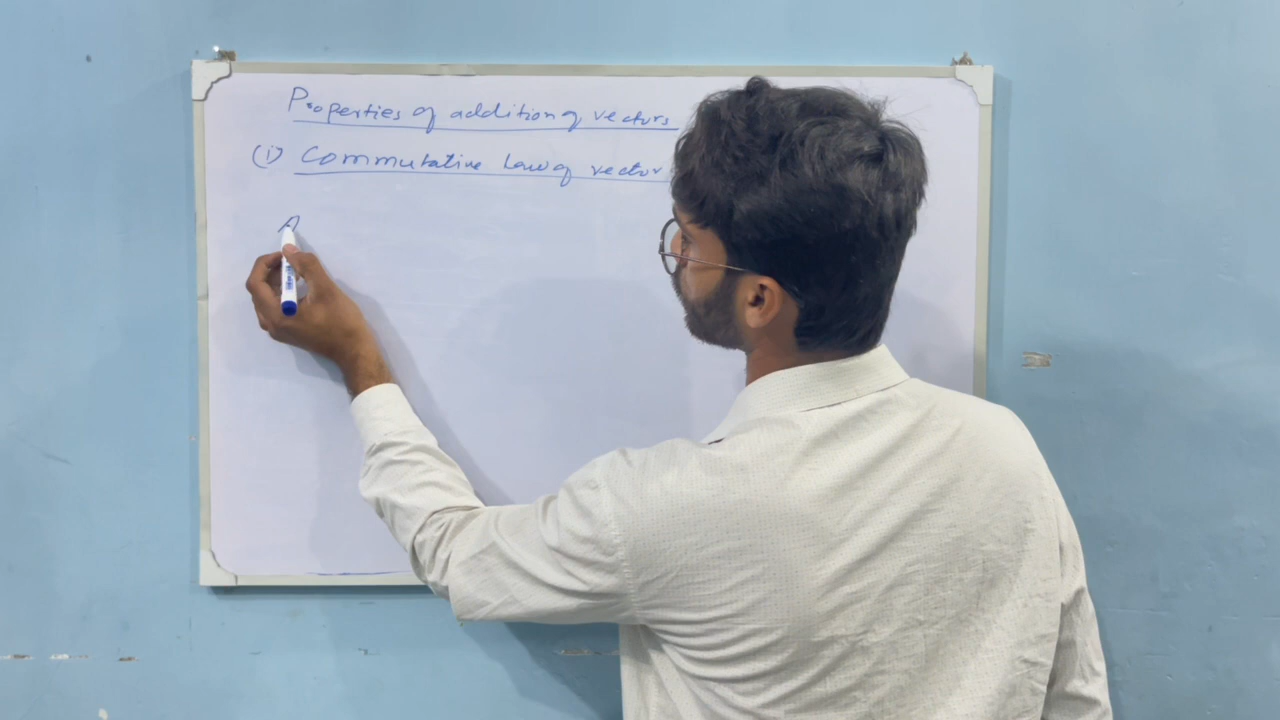 Properties of addition of vectors
(i) Commutative Law of vector
A